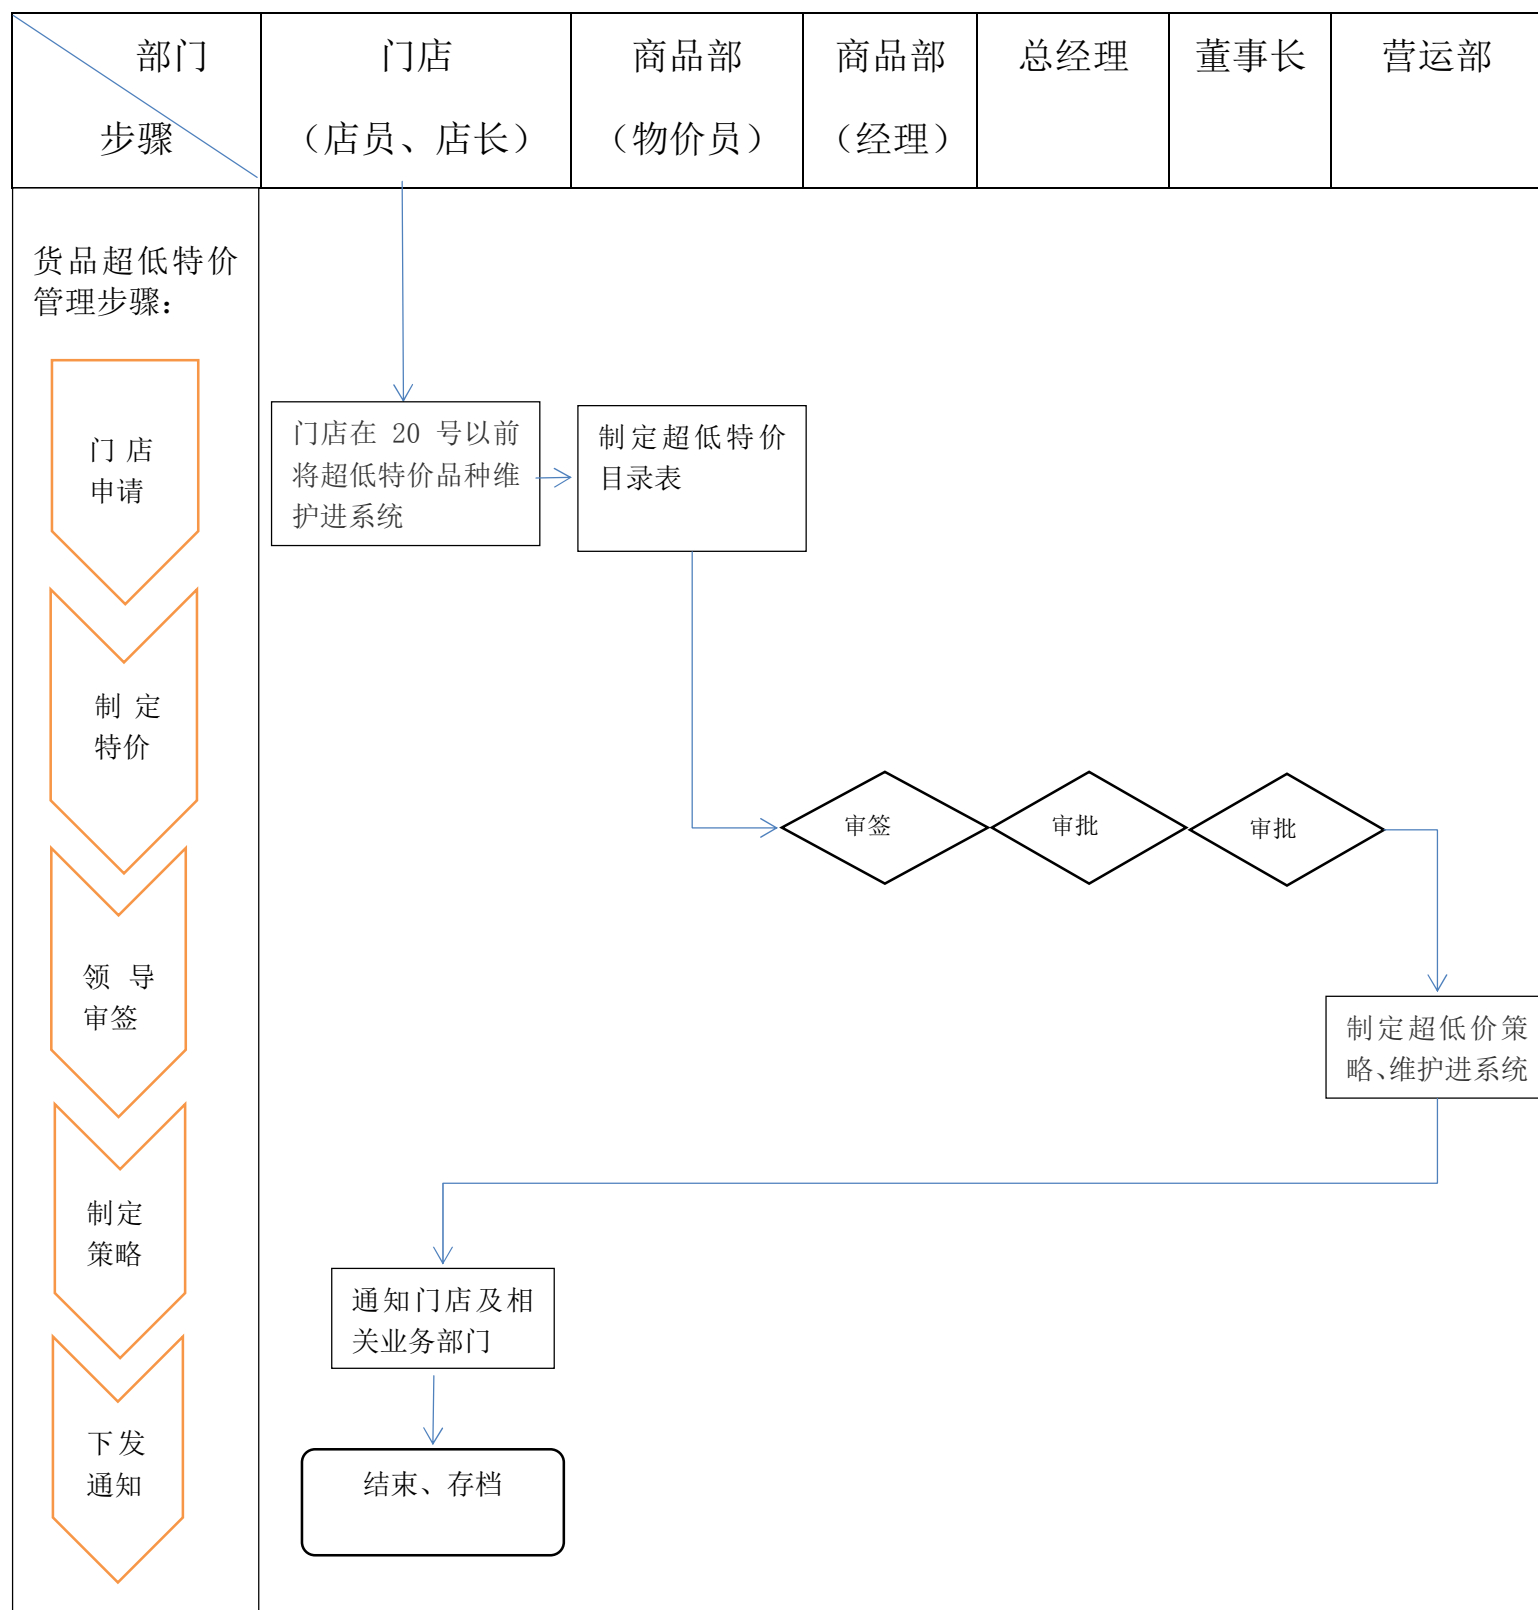 部门
步骤
门店
（店员、店长）
商品部
（物价员）
商品部
（经理）
总经理
董事长
营运部
货品超低特价
管理步骤：
门店
申请
门店在 20 号以前
将超低特价品种维
护进系统
制定超低特价
目录表
制定
特价
审签
审批
审批
领导
审签
制定超低价策
略、维护进系统
制定
策略
通知门店及相
关业务部门
下发
通知
结束、存档